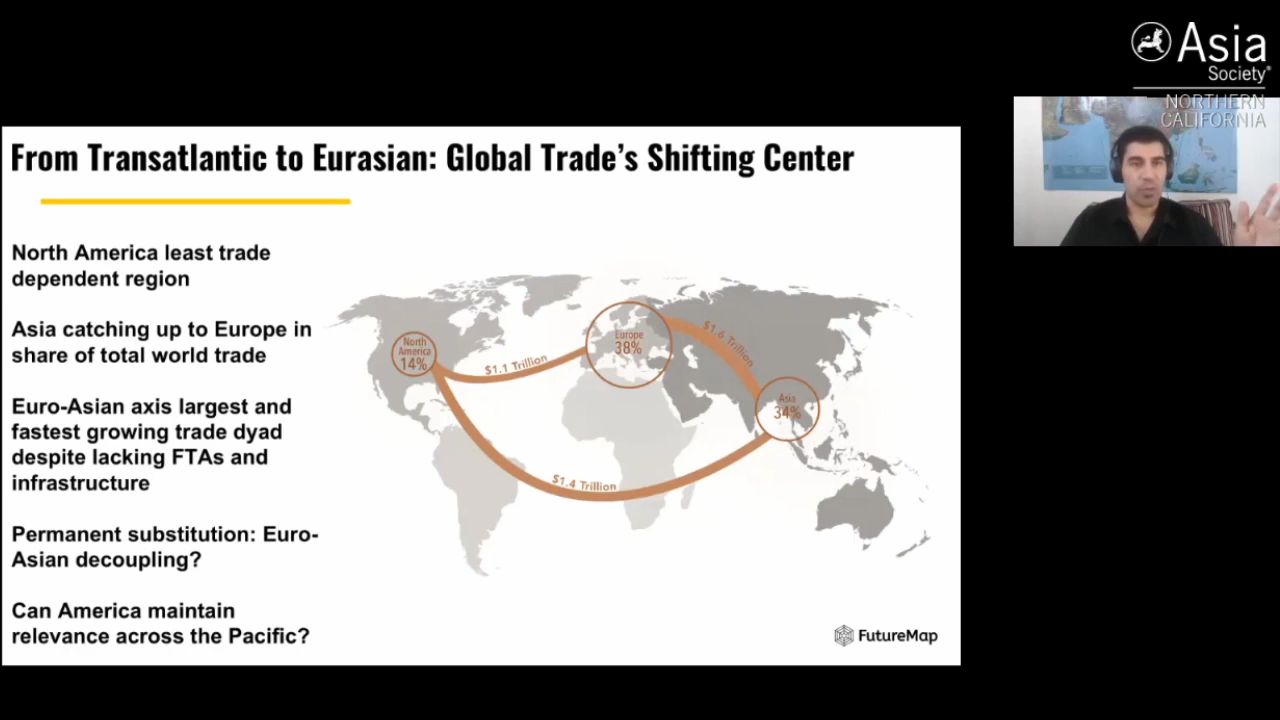 Asia
Society
NORTHERN
CALIFORNIA
From Transatlantic to Eurasian: Global Trade's Shifting Center
North America least trade
dependent region
Asia catching up to Europe in
share of total world trade
Euro-Asian axis largest and
fastest growing trade dyad
despite lacking FTAs and
infrastructure
Permanent substitution: Euro-
Asian decoupling?
Can America maintain
relevance across the Pacific?
North
America
14%
$1.1 Trillion
Europe
38%
$1.6 Trillion
Asia
34%
$1.4 Trillion
FutureMap